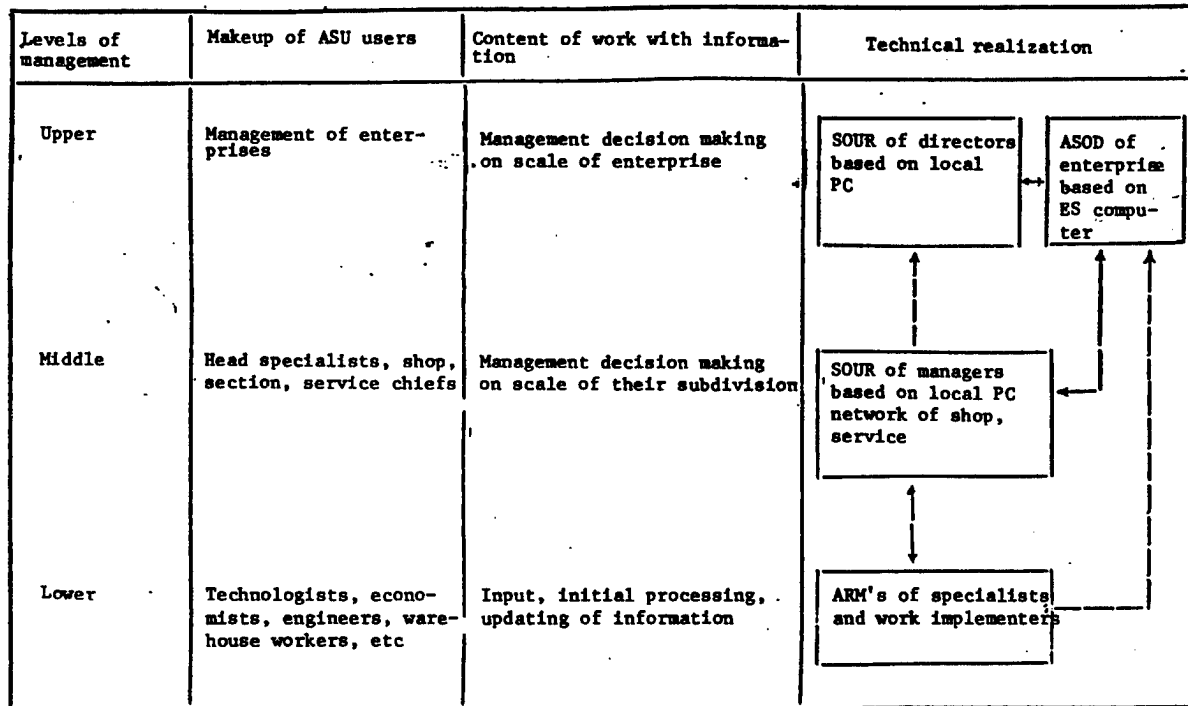 Levels of management
Makeup of ASU users
Content of work with informa-
tion
Technical realization
Upper
Management of enter-
prises
Management decision making
on scale of enterprise
SOUR of directors
based on local
PC
ASOD of
enterprise
based on
ES compu-
ter
Middle
Head specialists, shop,
section, service chiefs
Management decision making
on scale of their subdivision
SOUR of managers
based on local PC
network of shop,
service
Lower
Technologists, econo-
mists, engineers, ware-
house workers, etc
Input, initial processing,
updating of information
ARM's of specialists
and work implementers